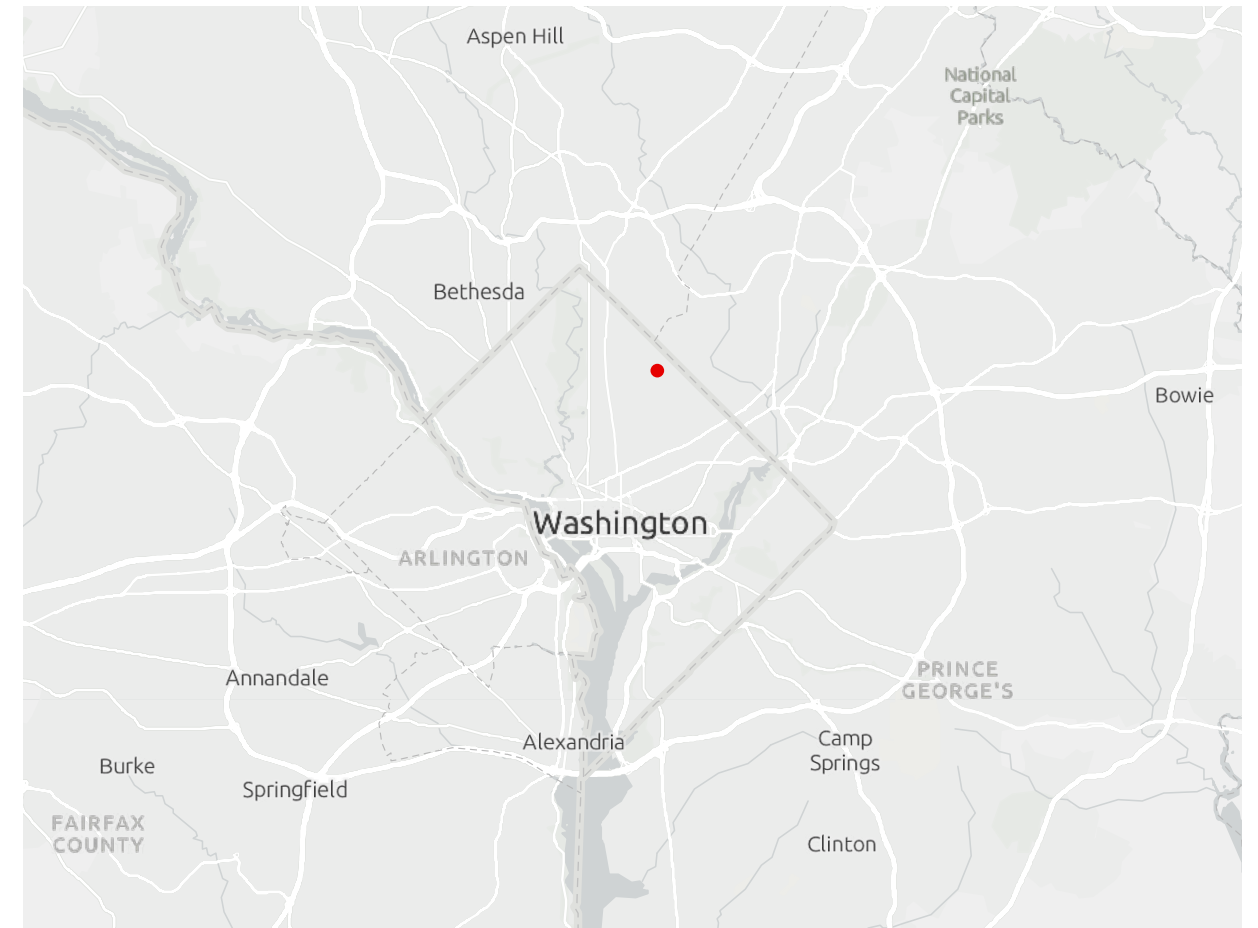 Aspen Hill
National
Capital
Parks
Bethesda
Bowie
Washington
ARLINGTON
PRINCE
GEORGE'S
Annandale
Alexandria
Camp
Springs
Burke
Springfield
FAIRFAX
COUNTY
Clinton